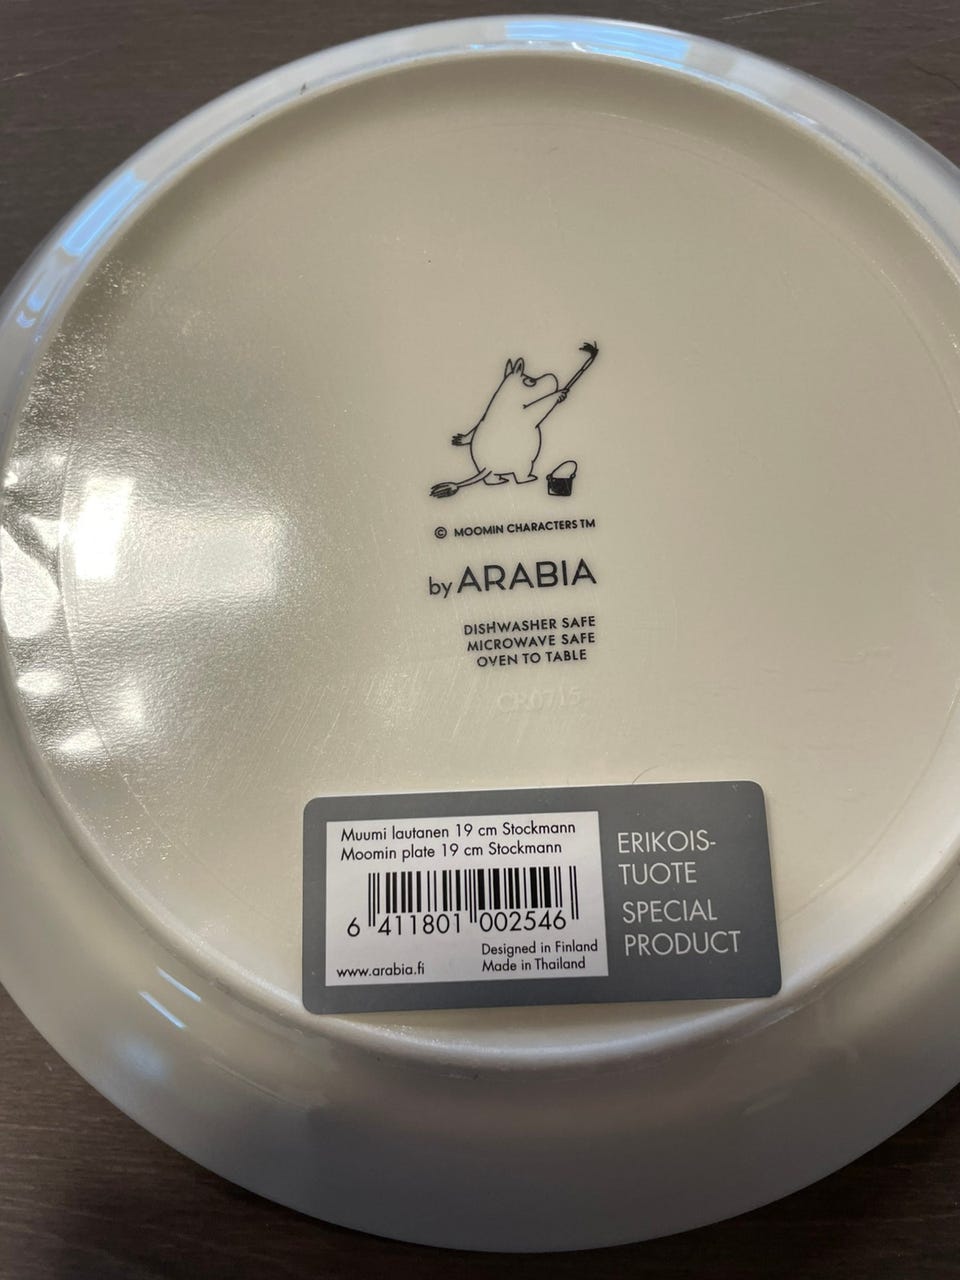 © MOOMIN CHARACTERS TM
by ARABIA
DISHWASHER SAFE
MICROWAVE SAFE
OVEN TO TABLE
CR0715
Muumi lautanen 19 cm Stockmann
Moomin plate 19 cm Stockmann
6 411801 002546
Designed in Finland
www.arabia.fi Made in Thailand
ERIKOIS-
TUOTE
SPECIAL
PRODUCT